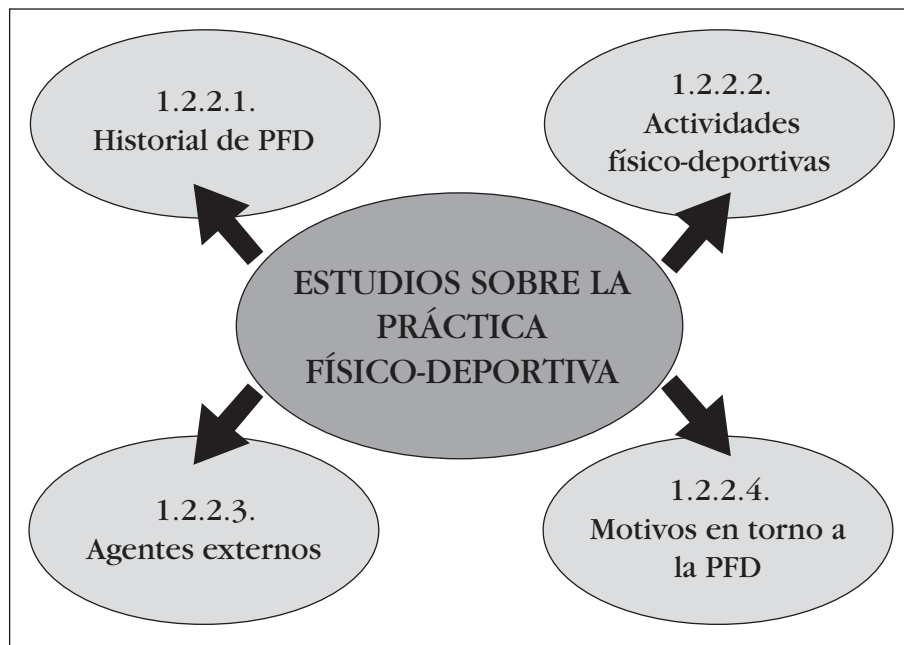 1.2.2.1.
Historial de PFD
1.2.2.2.
Actividades
físico-deportivas
ESTUDIOS SOBRE LA
PRÁCTICA
FÍSICO-DEPORTIVA
1.2.2.3.
Agentes externos
1.2.2.4.
Motivos en torno a
la PFD